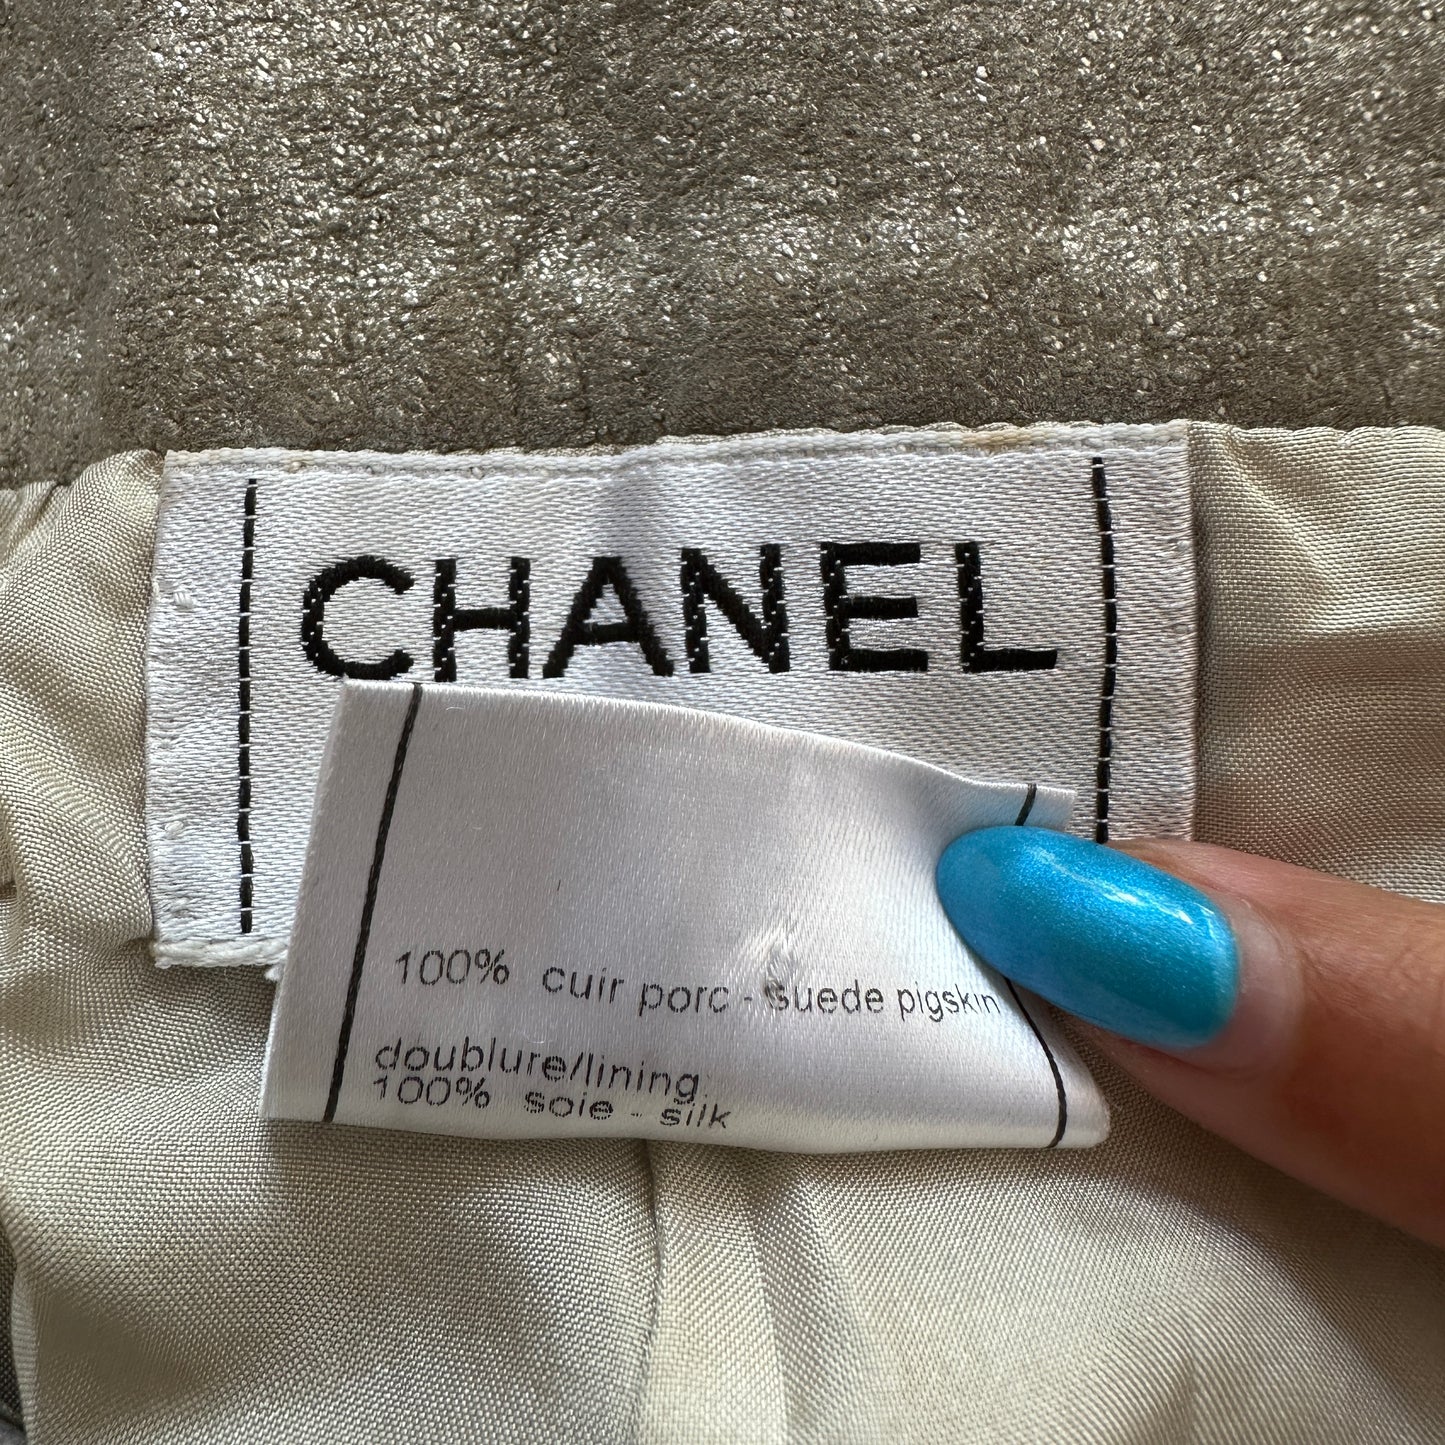 CHANEL
100% cuir porc - suede pigskin
doublure/lining:
100% soie - silk